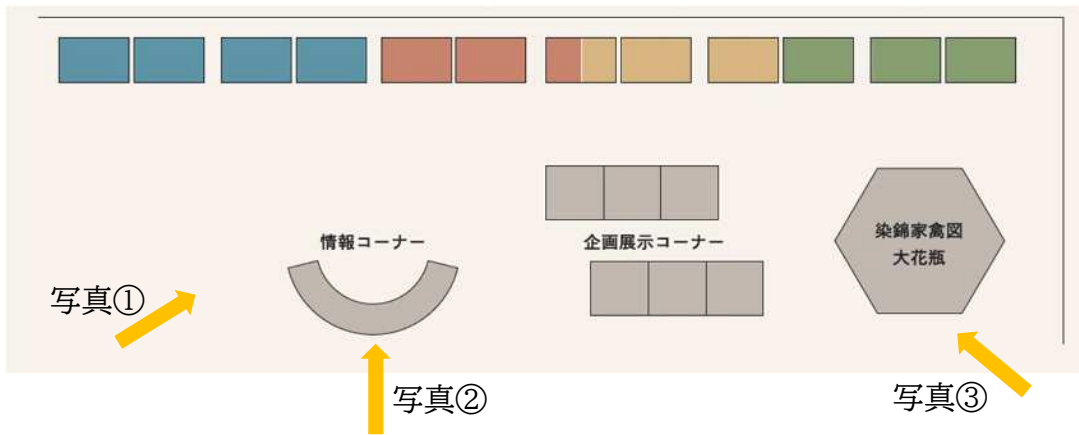 情報コーナー
企画展示コーナー
染錦家禽図
大花瓶
写真①
写真②
写真③